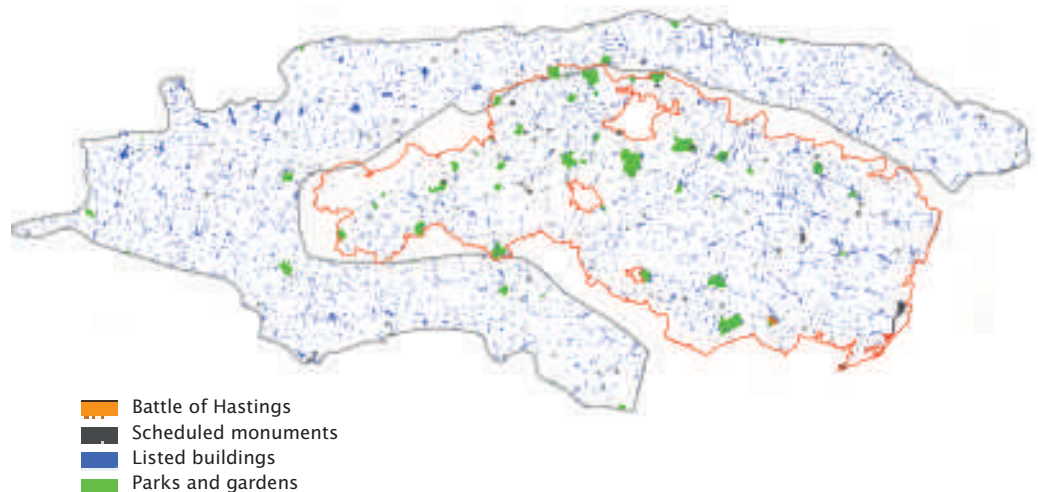 Battle of Hastings
Scheduled monuments
Listed buildings
Parks and gardens